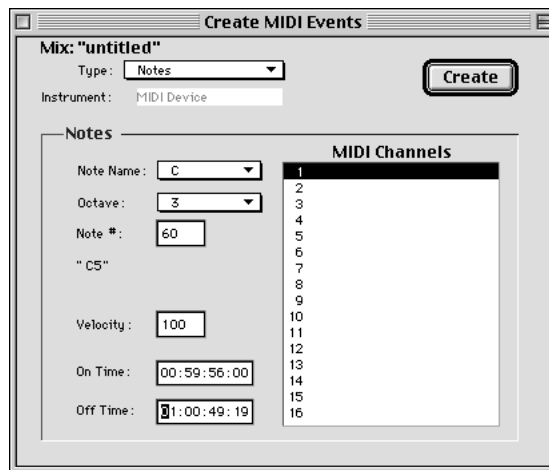 Create MIDI Events
Mix: "untitled"
Type: Notes
Create
Instrument: MIDI Device
Notes
MIDI Channels
Note Name: C
Octave: 3
Note #: 60
"C5"
Velocity: 100
On Time: 00:59:56:00
Off Time: 01:00:49:19
1
2
3
4
5
6
7
8
9
10
11
12
13
14
15
16